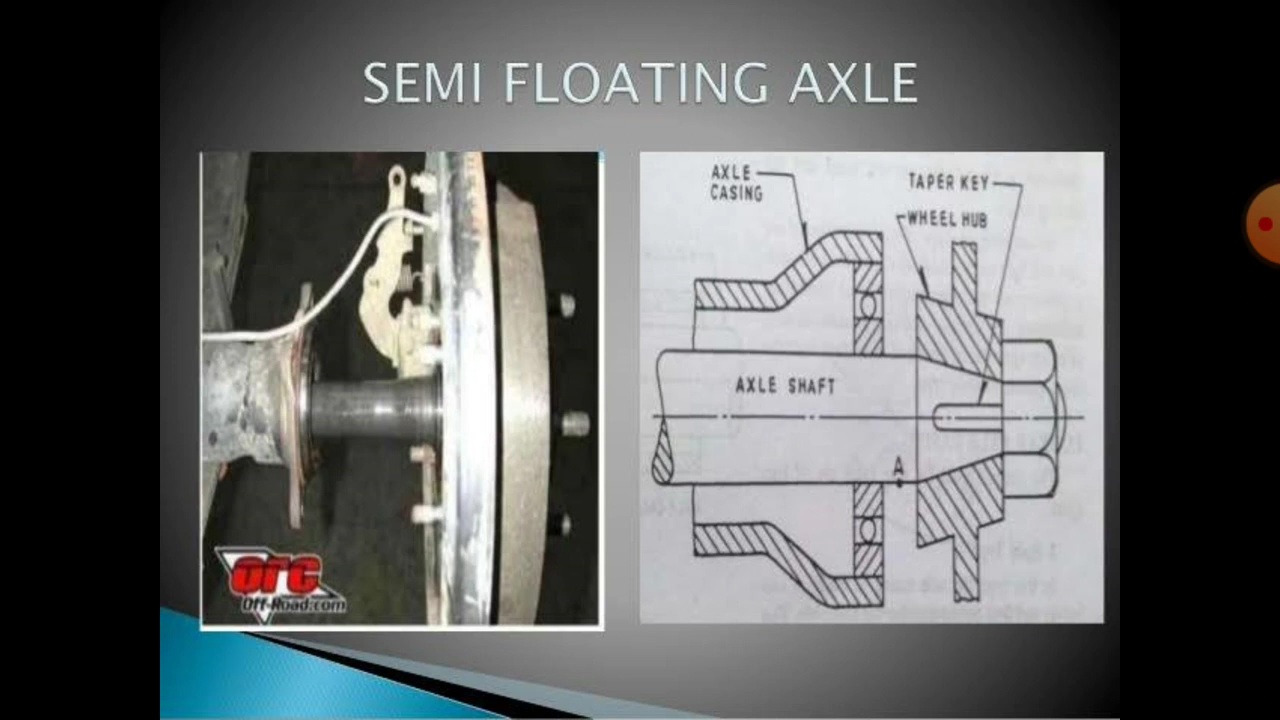 SEMI FLOATING AXLE
orc
Off-Road.com
AXLE
CASING
TAPER KEY
WHEEL HUB
AXLE SHAFT
A